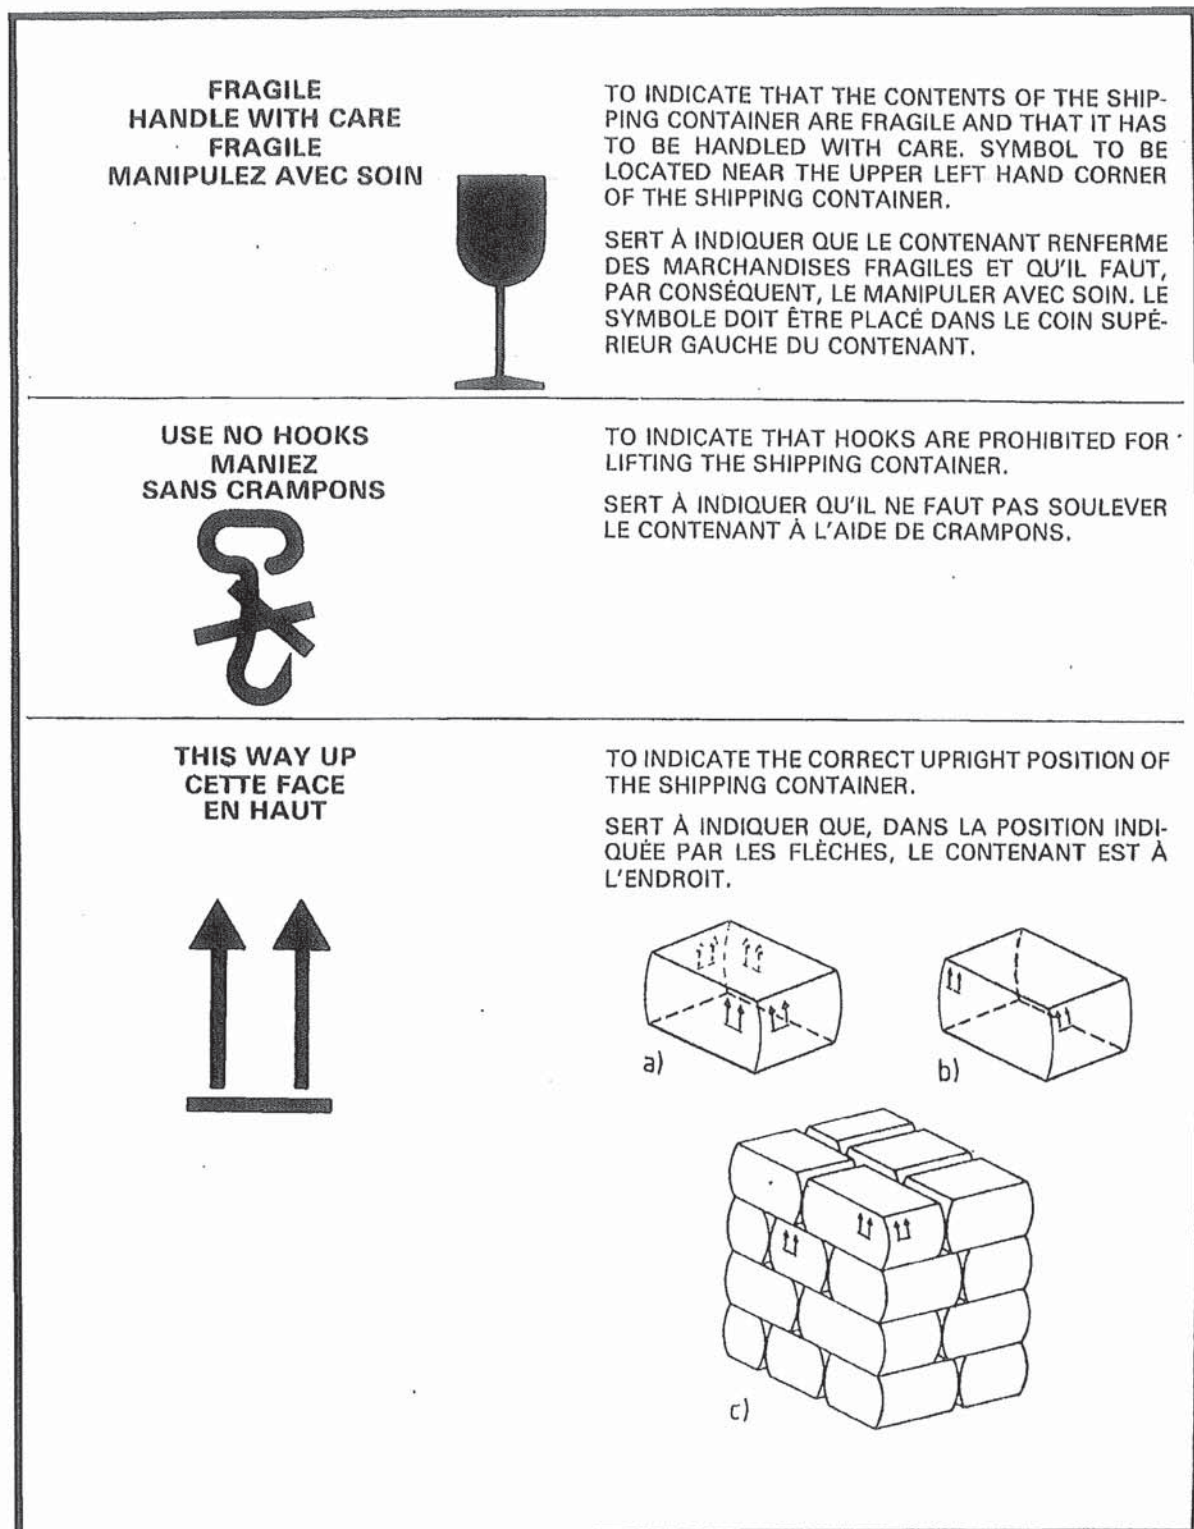 FRAGILE
HANDLE WITH CARE
FRAGILE
MANIPULEZ AVEC SOIN
TO INDICATE THAT THE CONTENTS OF THE SHIP-
PING CONTAINER ARE FRAGILE AND THAT IT HAS
TO BE HANDLED WITH CARE. SYMBOL TO BE
LOCATED NEAR THE UPPER LEFT HAND CORNER
OF THE SHIPPING CONTAINER.
SERT À INDIQUER QUE LE CONTENANT RENFERME
DES MARCHANDISES FRAGILES ET QU'IL FAUT,
PAR CONSÉQUENT, LE MANIPULER AVEC SOIN. LE
SYMBOLE DOIT ÊTRE PLACÉ DANS LE COIN SUPÉ-
RIEUR GAUCHE DU CONTENANT.
USE NO HOOKS
MANIEZ
SANS CRAMPONS
TO INDICATE THAT HOOKS ARE PROHIBITED FOR
LIFTING THE SHIPPING CONTAINER.
SERT À INDIQUER QU'IL NE FAUT PAS SOULEVER
LE CONTENANT À L'AIDE DE CRAMPONS.
THIS WAY UP
CETTE FACE
EN HAUT
TO INDICATE THE CORRECT UPRIGHT POSITION OF
THE SHIPPING CONTAINER.
SERT À INDIQUER QUE, DANS LA POSITION INDI-
QUÉE PAR LES FLÈCHES, LE CONTENANT EST À
L'ENDROIT.
a)
b)
c)